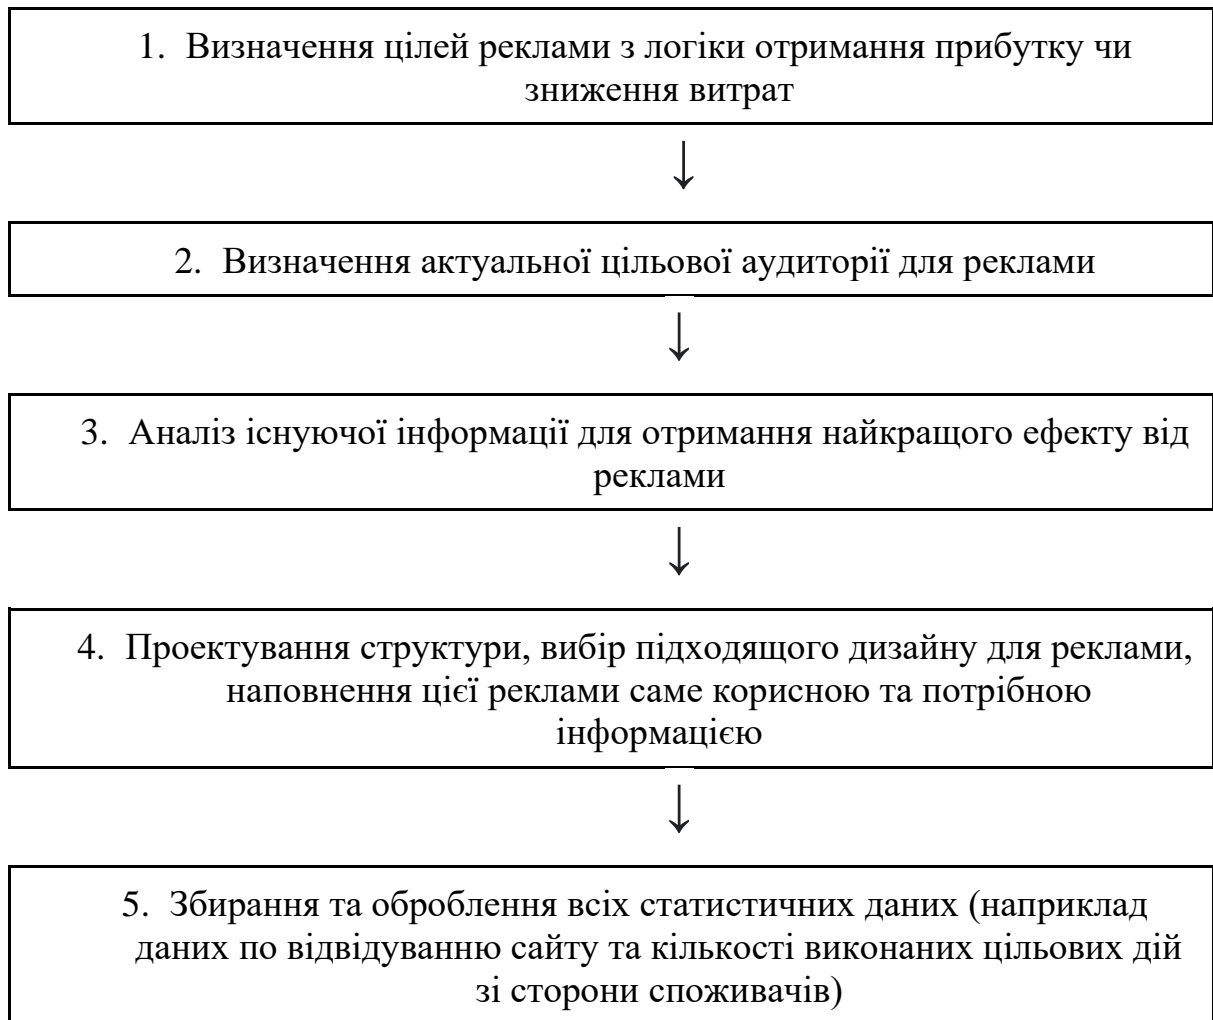 1. Визначення цілей реклами з логіки отримання прибутку чи
зниження витрат
↓
2. Визначення актуальної цільової аудиторії для реклами
↓
3. Аналіз існуючої інформації для отримання найкращого ефекту від
реклами
↓
4. Проектування структури, вибір підходящого дизайну для реклами,
наповнення цієї реклами саме корисною та потрібною
інформацією
↓
5. Збирання та оброблення всіх статистичних даних (наприклад
даних по відвідуванню сайту та кількості виконаних цільових дій
зі сторони споживачів)